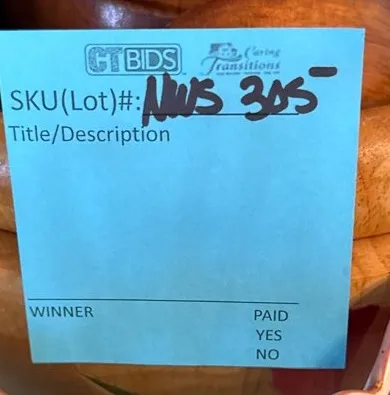 CTBIDS Caring Transitions
SKU(Lot)#: NWS 305
Title/Description
WINNER PAID
YES
NO